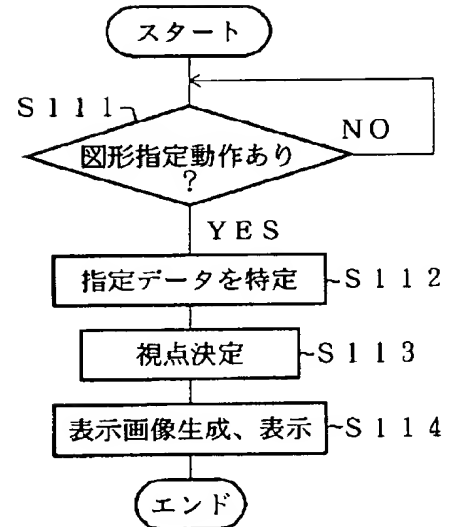 スタート
S111
NO
図形指定動作あり
?
YES
指定データを特定
S112
視点決定
S113
表示画像生成、表示
S114
エンド